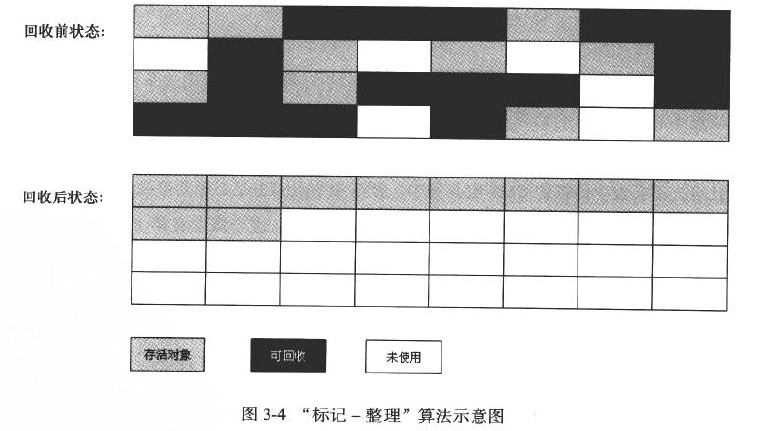 回收前状态:
回收后状态:
存活对象
可回收
未使用
图 3-4 “标记－整理”算法示意图